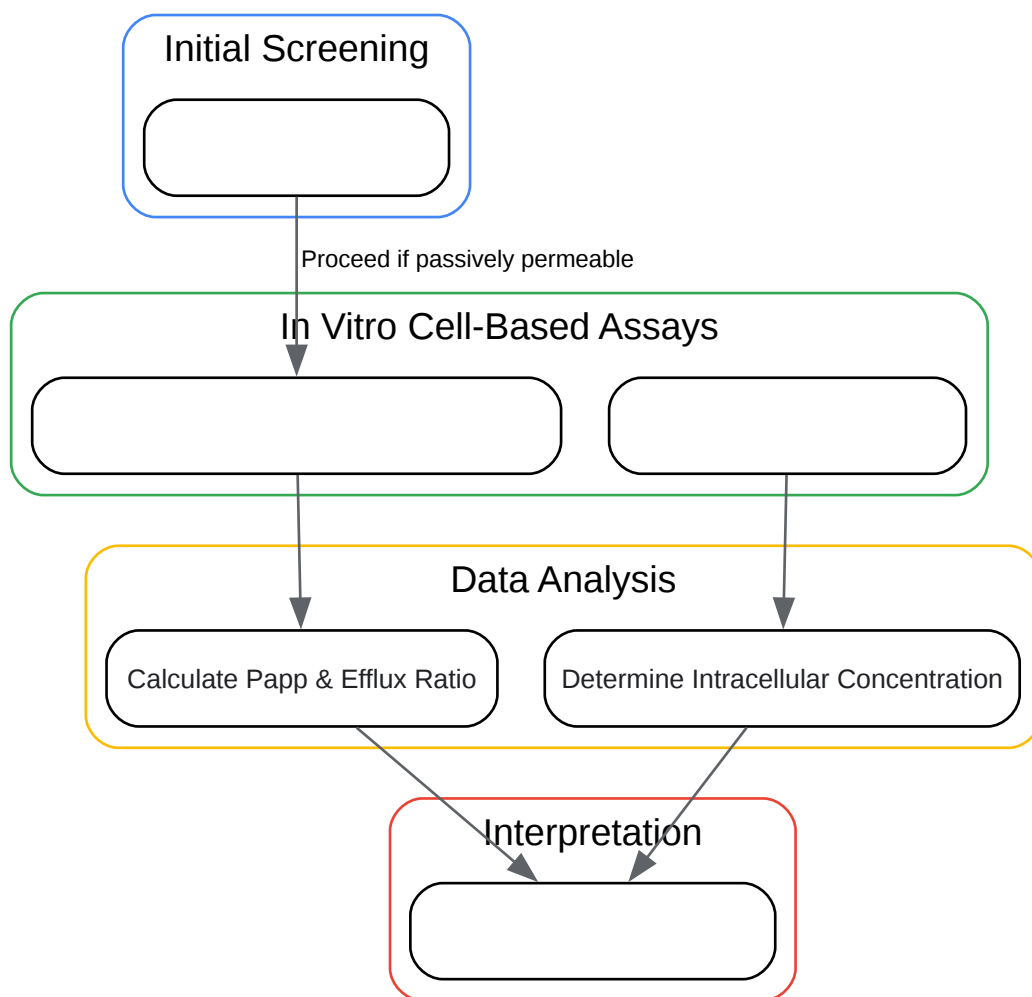 Initial Screening
Proceed if passively permeable
In Vitro Cell-Based Assays
Data Analysis
Calculate Papp & Efflux Ratio
Determine Intracellular Concentration
Interpretation